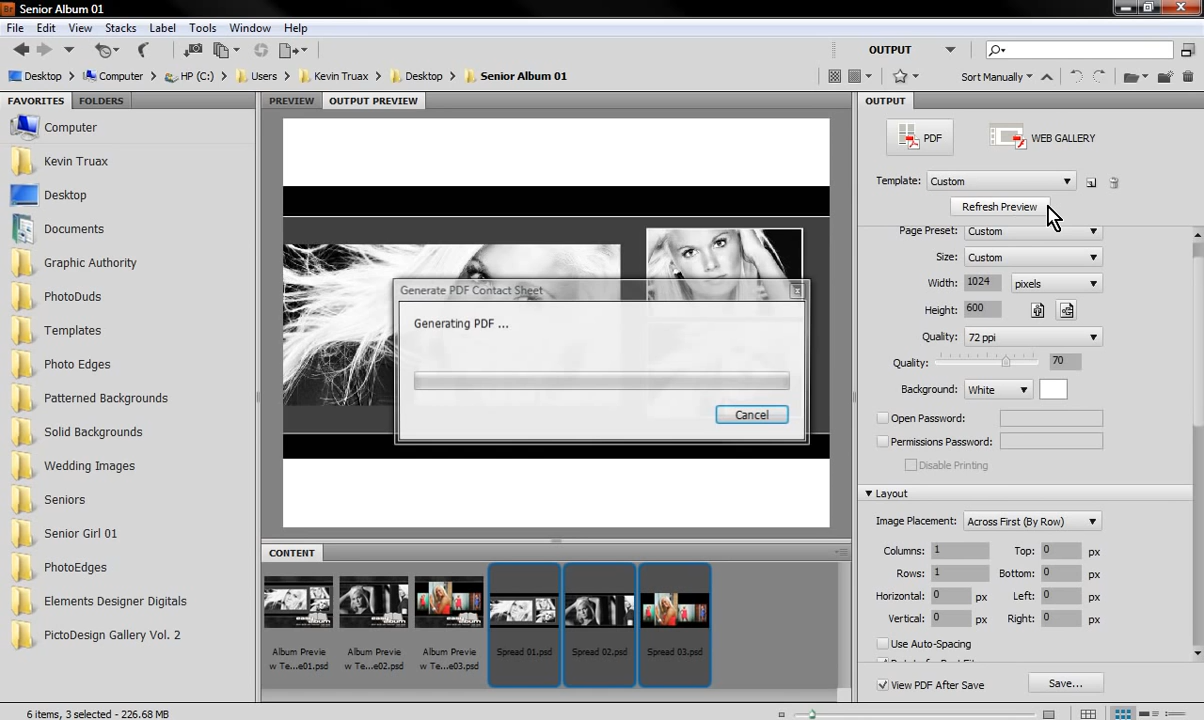 Br Senior Album 01
File Edit View Stacks Label Tools Window Help
OUTPUT
Desktop Computer HP (C:) Users Kevin Truax Desktop Senior Album 01
Sort Manually
FAVORITES FOLDERS
PREVIEW OUTPUT PREVIEW
OUTPUT
Computer
Kevin Truax
Desktop
Documents
Graphic Authority
PhotoDuds
Templates
Photo Edges
Patterned Backgrounds
Solid Backgrounds
Wedding Images
Seniors
Senior Girl 01
PhotoEdges
Elements Designer Digitals
PictoDesign Gallery Vol. 2
Generate PDF Contact Sheet
Generating PDF ...
Cancel
CONTENT
Album Previe
w Te...e01.psd
Album Previe
w Te...e02.psd
Album Previe
w Te...e03.psd
Spread 01.psd
Spread 02.psd
Spread 03.psd
PDF WEB GALLERY
Template: Custom
Refresh Preview
Page Preset: Custom
Size: Custom
Width: 1024 pixels
Height: 600
Quality: 72 ppi
Quality: 70
Background: White
Open Password:
Permissions Password:
Disable Printing
Layout
Image Placement: Across First (By Row)
Columns: 1 Top: 0 px
Rows: 1 Bottom: 0 px
Horizontal: 0 px Left: 0 px
Vertical: 0 px Right: 0 px
Use Auto-Spacing
View PDF After Save Save...
6 items, 3 selected - 226.68 MB